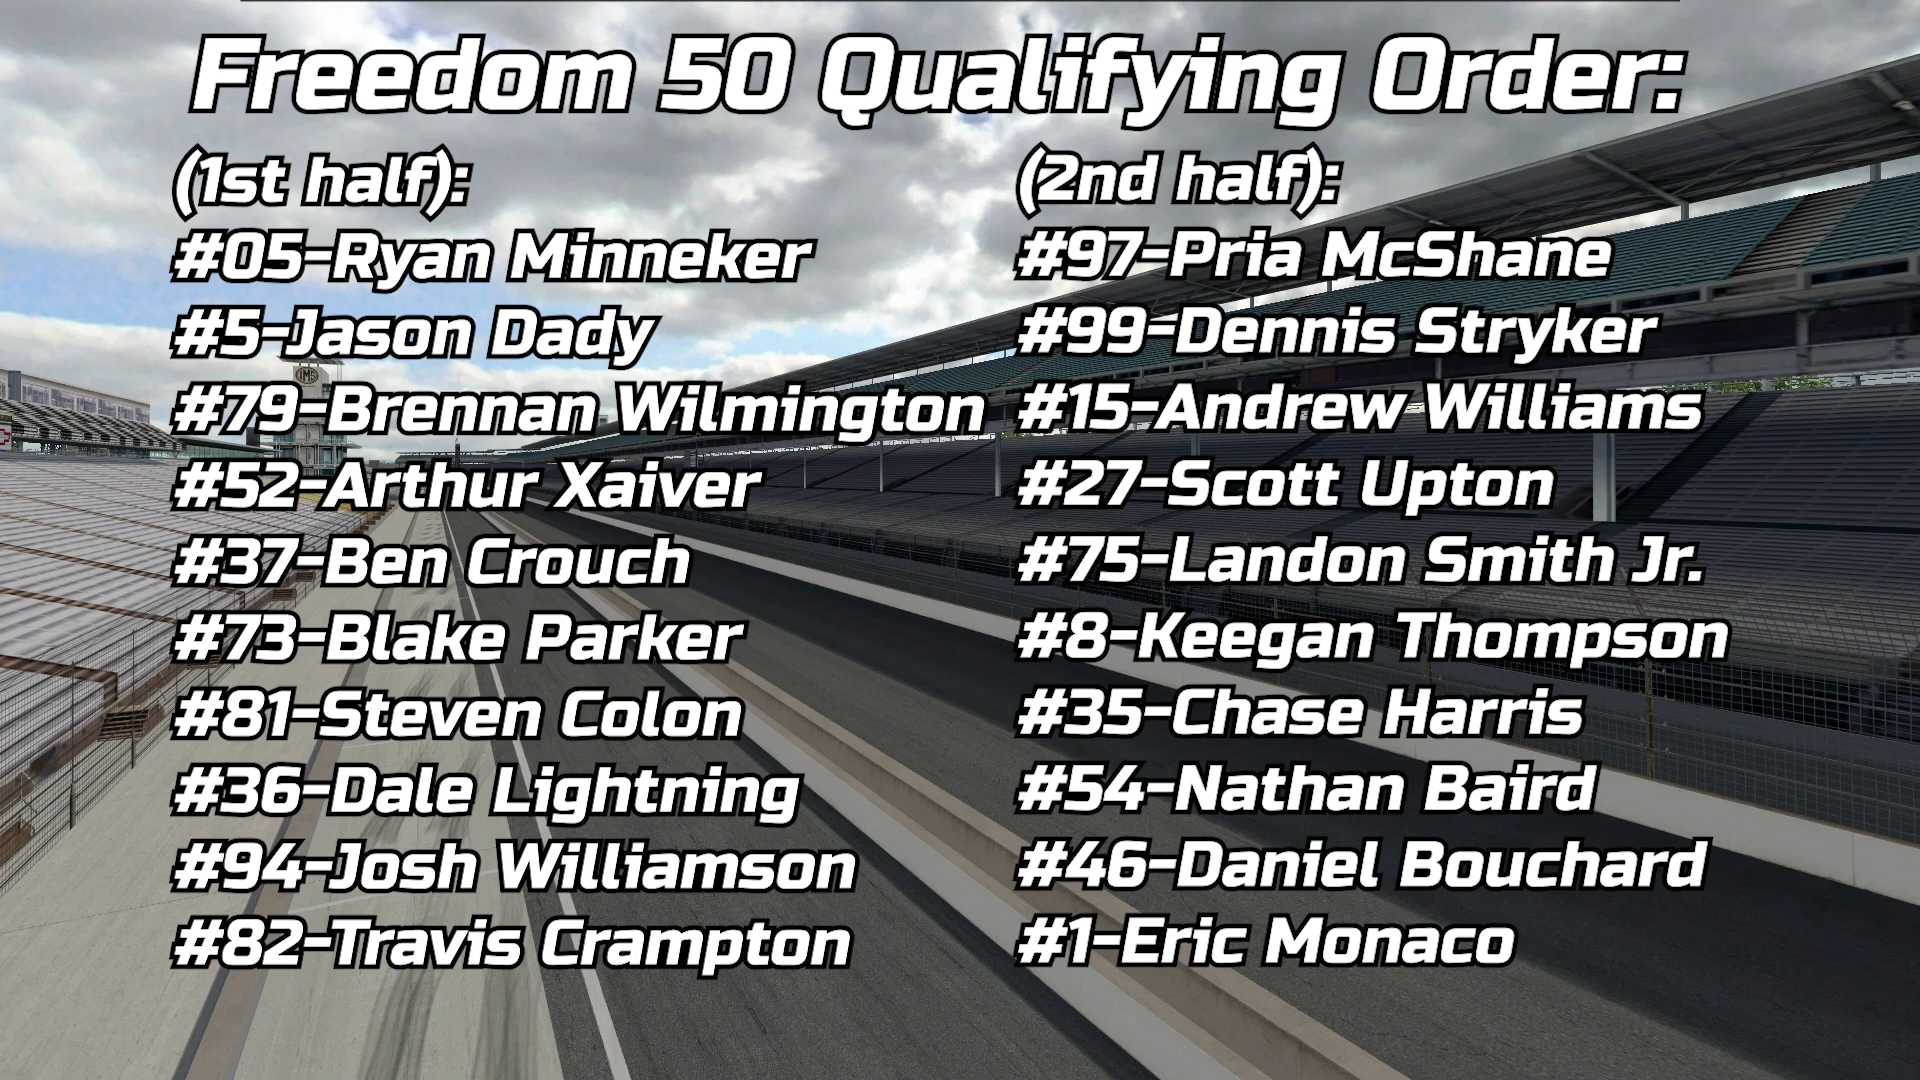 Freedom 50 Qualifying Order:
(1st half):
#05-Ryan Minneker
#5-Jason Dady
#79-Brennan Wilmington
#52-Arthur Xaiver
#37-Ben Crouch
#73-Blake Parker
#81-Steven Colon
#36-Dale Lightning
#94-Josh Williamson
#82-Travis Crampton
(2nd half):
#97-Pria McShane
#99-Dennis Stryker
#15-Andrew Williams
#27-Scott Upton
#75-Landon Smith Jr.
#8-Keegan Thompson
#35-Chase Harris
#54-Nathan Baird
#46-Daniel Bouchard
#1-Eric Monaco
IMS